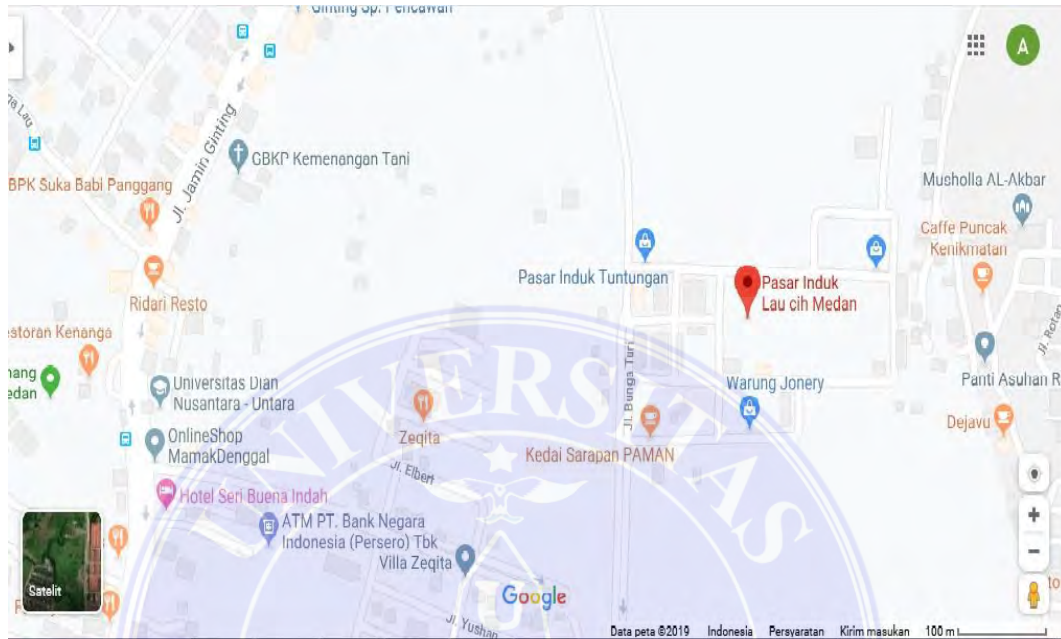 Ginting Sp. Pencawan
A
Jl. Jamin Ginting
GBKP Kemenangan Tani
BPK Suka Babi Panggang
Ridari Resto
Musholla AL-Akbar
Caffe Puncak
Kenikmatan
Pasar Induk Tuntungan
Pasar Induk
Lau cih Medan
Jl. Rotan
estoran Kenanga
Jl. Bunga Turi
Panti Asuhan R
Universitas Dian
Nusantara - Untara
Warung Jonery
Zeqita
Dejavu
OnlineShop
MamakDenggal
Kedai Sarapan PAMAN
Jl. Elbert
Hotel Seri Buena Indah
ATM PT. Bank Negara
Indonesia (Persero) Tbk
Villa Zeqita
Satelit
Google
Jl. Yushan
UNIVERSITAS
Data peta ©2019 Indonesia Persyaratan Kirim masukan 100 m